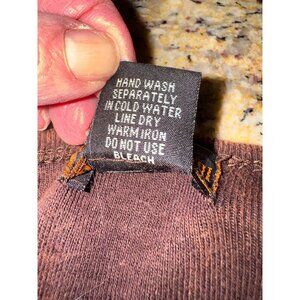 HAND WASH
SEPARATELY
IN COLD WATER
LINE DRY
WARM IRON
DO NOT USE
BLEACH